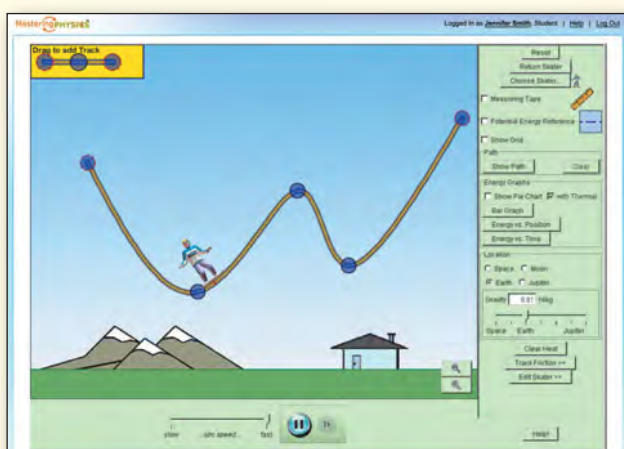 MasteringPHYSICS
Logged in as Jennifer Smith, Student | Help | Log Out
Drag to add Track
Reset
Return Skater
Choose Skater...
Measuring Tape
Potential Energy Reference
Show Grid
Path
Show Path
Clear
Energy Graphs
Show Pie Chart
with Thermal
Bar Graph
Energy vs. Position
Energy vs. Time
Location
Space
Moon
Earth
Jupiter
Gravity 9.81 N/kg
Space Earth Jupiter
Clear Heat
Track Friction >>
Edit Skater >>
slow ...sim speed... fast
Help!